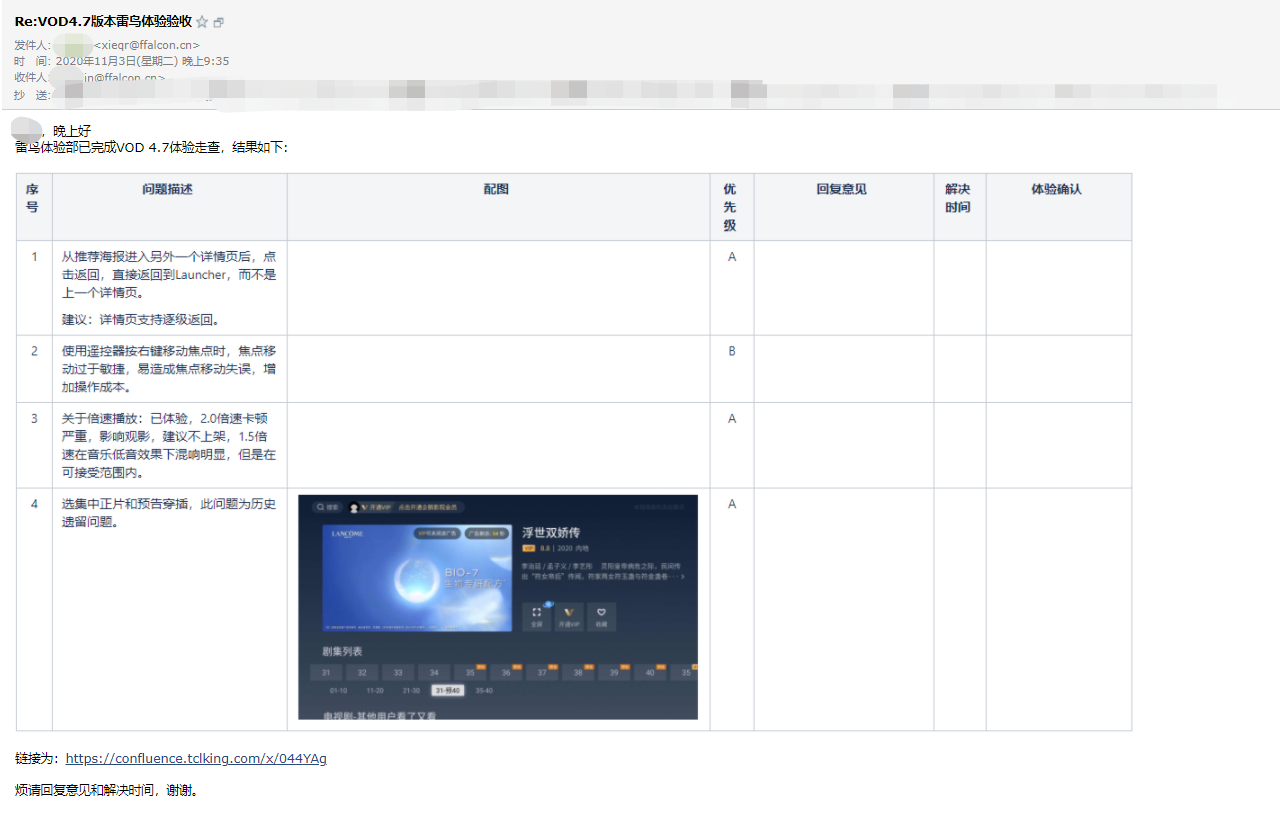 Re:VOD4.7版本雷鸟体验验收
发件人: <xieqr@ffalcon.cn>
时 间: 2020年11月3日(星期二) 晚上9:35
收件人: in@ffalcon.cn>
抄 送:
，晚上好
雷鸟体验部已完成VOD 4.7体验走查，结果如下：
序号 问题描述 配图 优先级 回复意见 解决时间 体验确认
1 从推荐海报进入另外一个详情页后，点 A
击返回，直接返回到Launcher，而不是
上一个详情页。
建议：详情页支持逐级返回。
2 使用遥控器按右键移动焦点时，焦点移 B
动过于敏捷，易造成焦点移动失误，增
加操作成本。
3 关于倍速播放：已体验，2.0倍速卡顿 A
严重，影响观影，建议不上架，1.5倍
速在音乐低音效果下混响明显，但是在
可接受范围内。
4 选集中正片和预告穿插，此问题为历史 A
遗留问题。
搜索 开通VIP
LANCÔME
浮世双娇传
VIP 8.8 | 2020 内地
李治廷 / 孟子义 / 李艺彤
BIO-7
全屏 开通VIP 收藏
剧集列表
31 32 33 34 35 36 37 38 39 40 35
01-10 11-20 21-30 31-预40 35-40
电视剧-其他用户看了又看
链接为：https://confluence.tclking.com/x/044YAg
烦请回复意见和解决时间，谢谢。